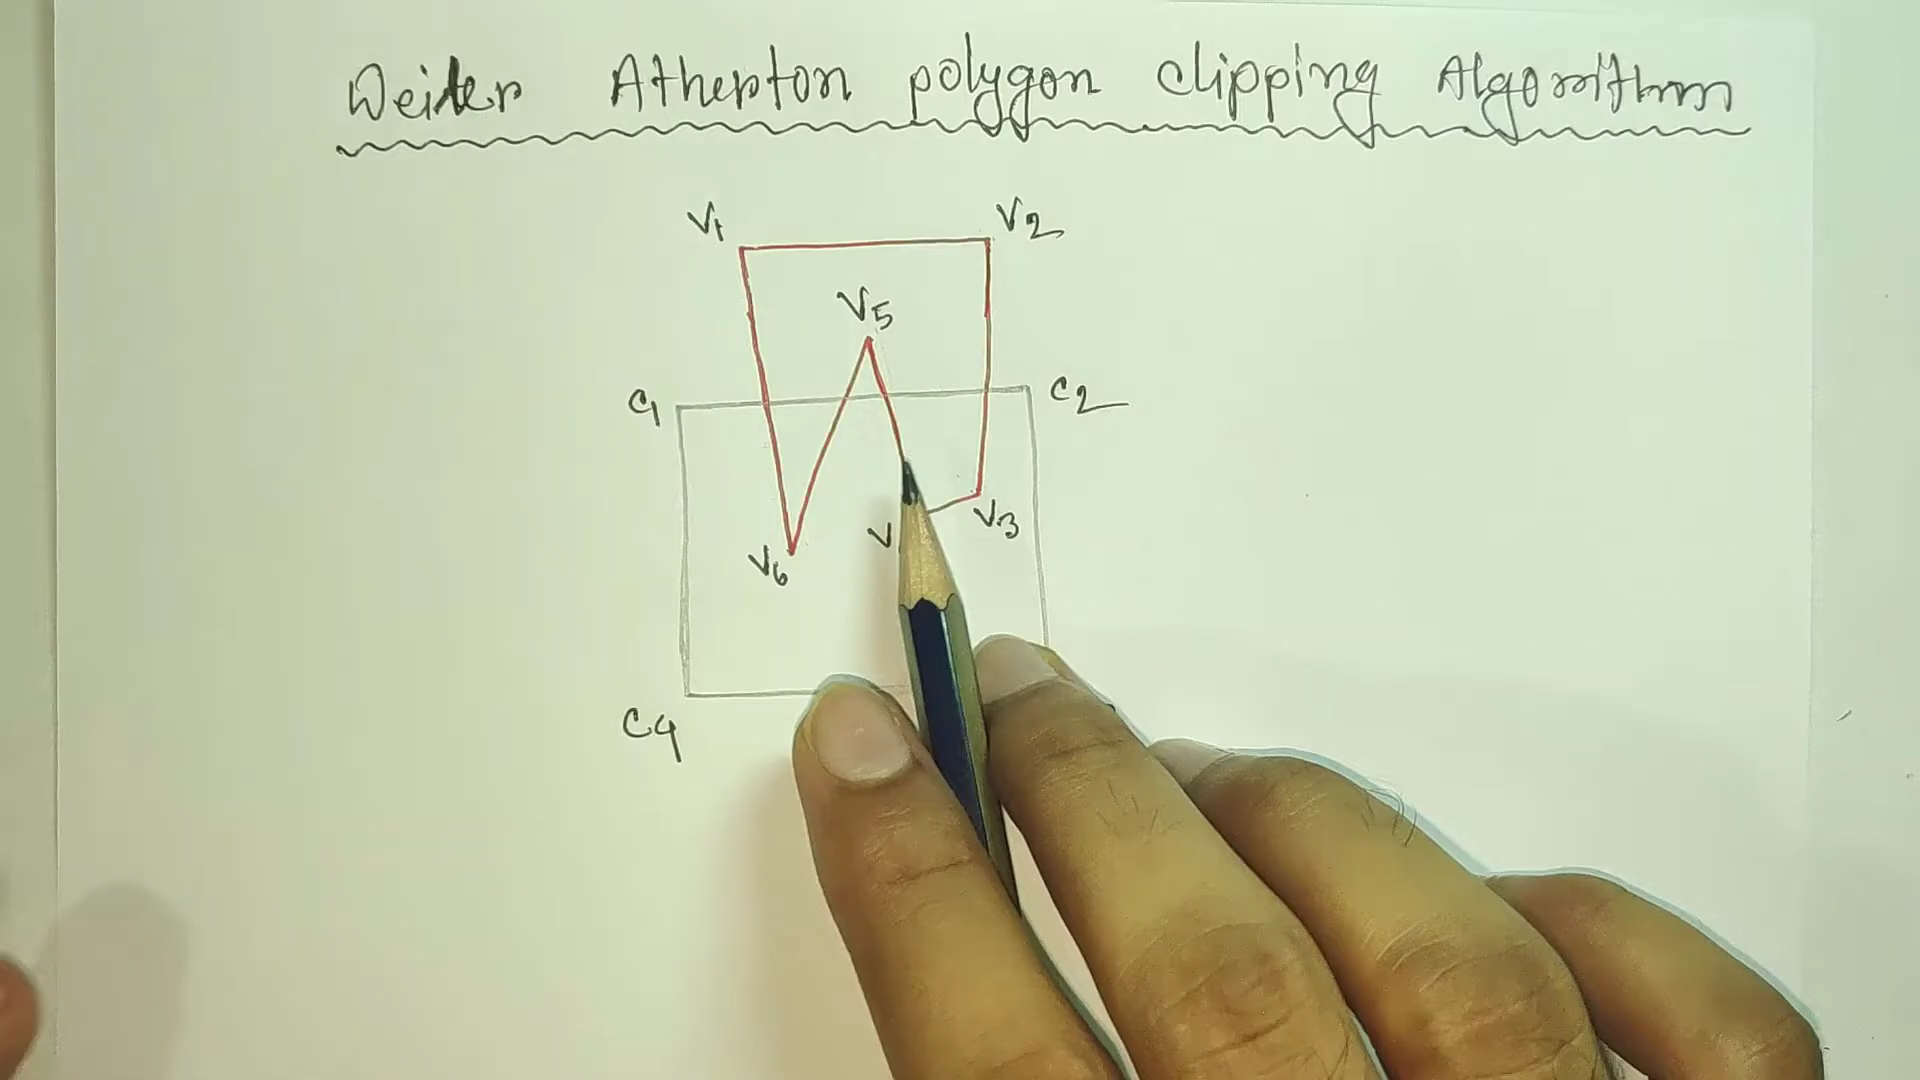 Weiler Atherton polygon clipping Algorithm
V1 V2
V5
C1 C2
V3
V
V6
C4